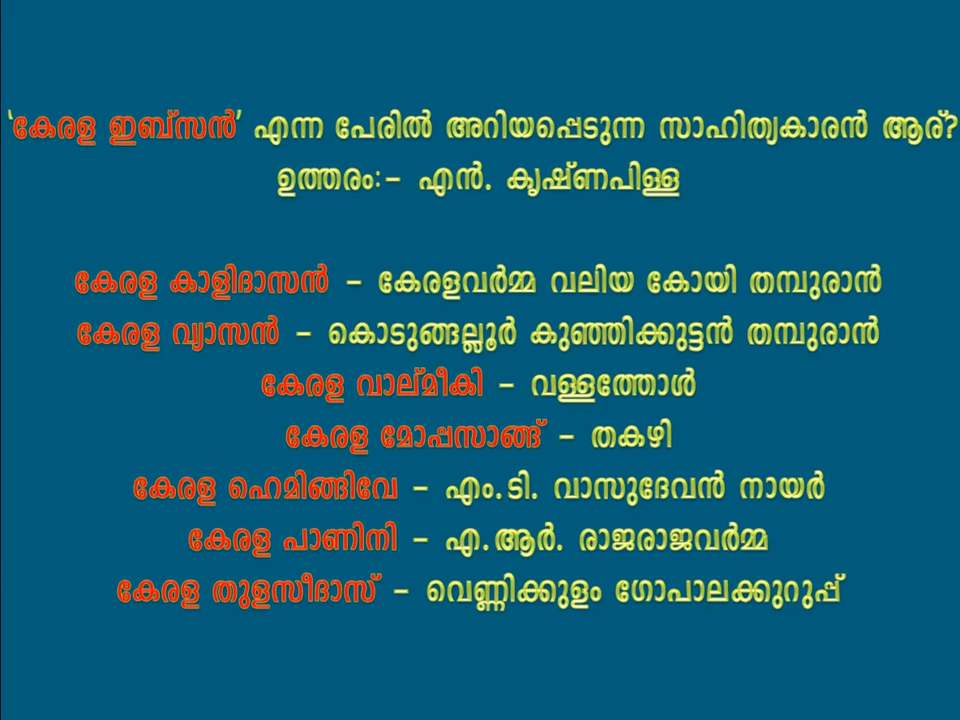 ‘കേരള ഇബ്സൻ’ എന്ന പേരിൽ അറിയപ്പെടുന്ന സാഹിത്യകാരൻ ആര്?
ഉത്തരം:- എൻ. കൃഷ്ണപിള്ള
കേരള കാളിദാസൻ - കേരളവർമ്മ വലിയ കോയി തമ്പുരാൻ
കേരള വ്യാസൻ - കൊടുങ്ങല്ലൂർ കുഞ്ഞിക്കുട്ടൻ തമ്പുരാൻ
കേരള വാല്മീകി - വള്ളത്തോൾ
കേരള മോപ്പസാങ്ങ് - തകഴി
കേരള ഹെമിങ്ങ്‌വേ - എം.ടി. വാസുദേവൻ നായർ
കേരള പാണിനി - എ.ആർ. രാജരാജവർമ്മ
കേരള തുളസീദാസ് - വെണ്ണിക്കുളം ഗോപാലക്കുറുപ്പ്